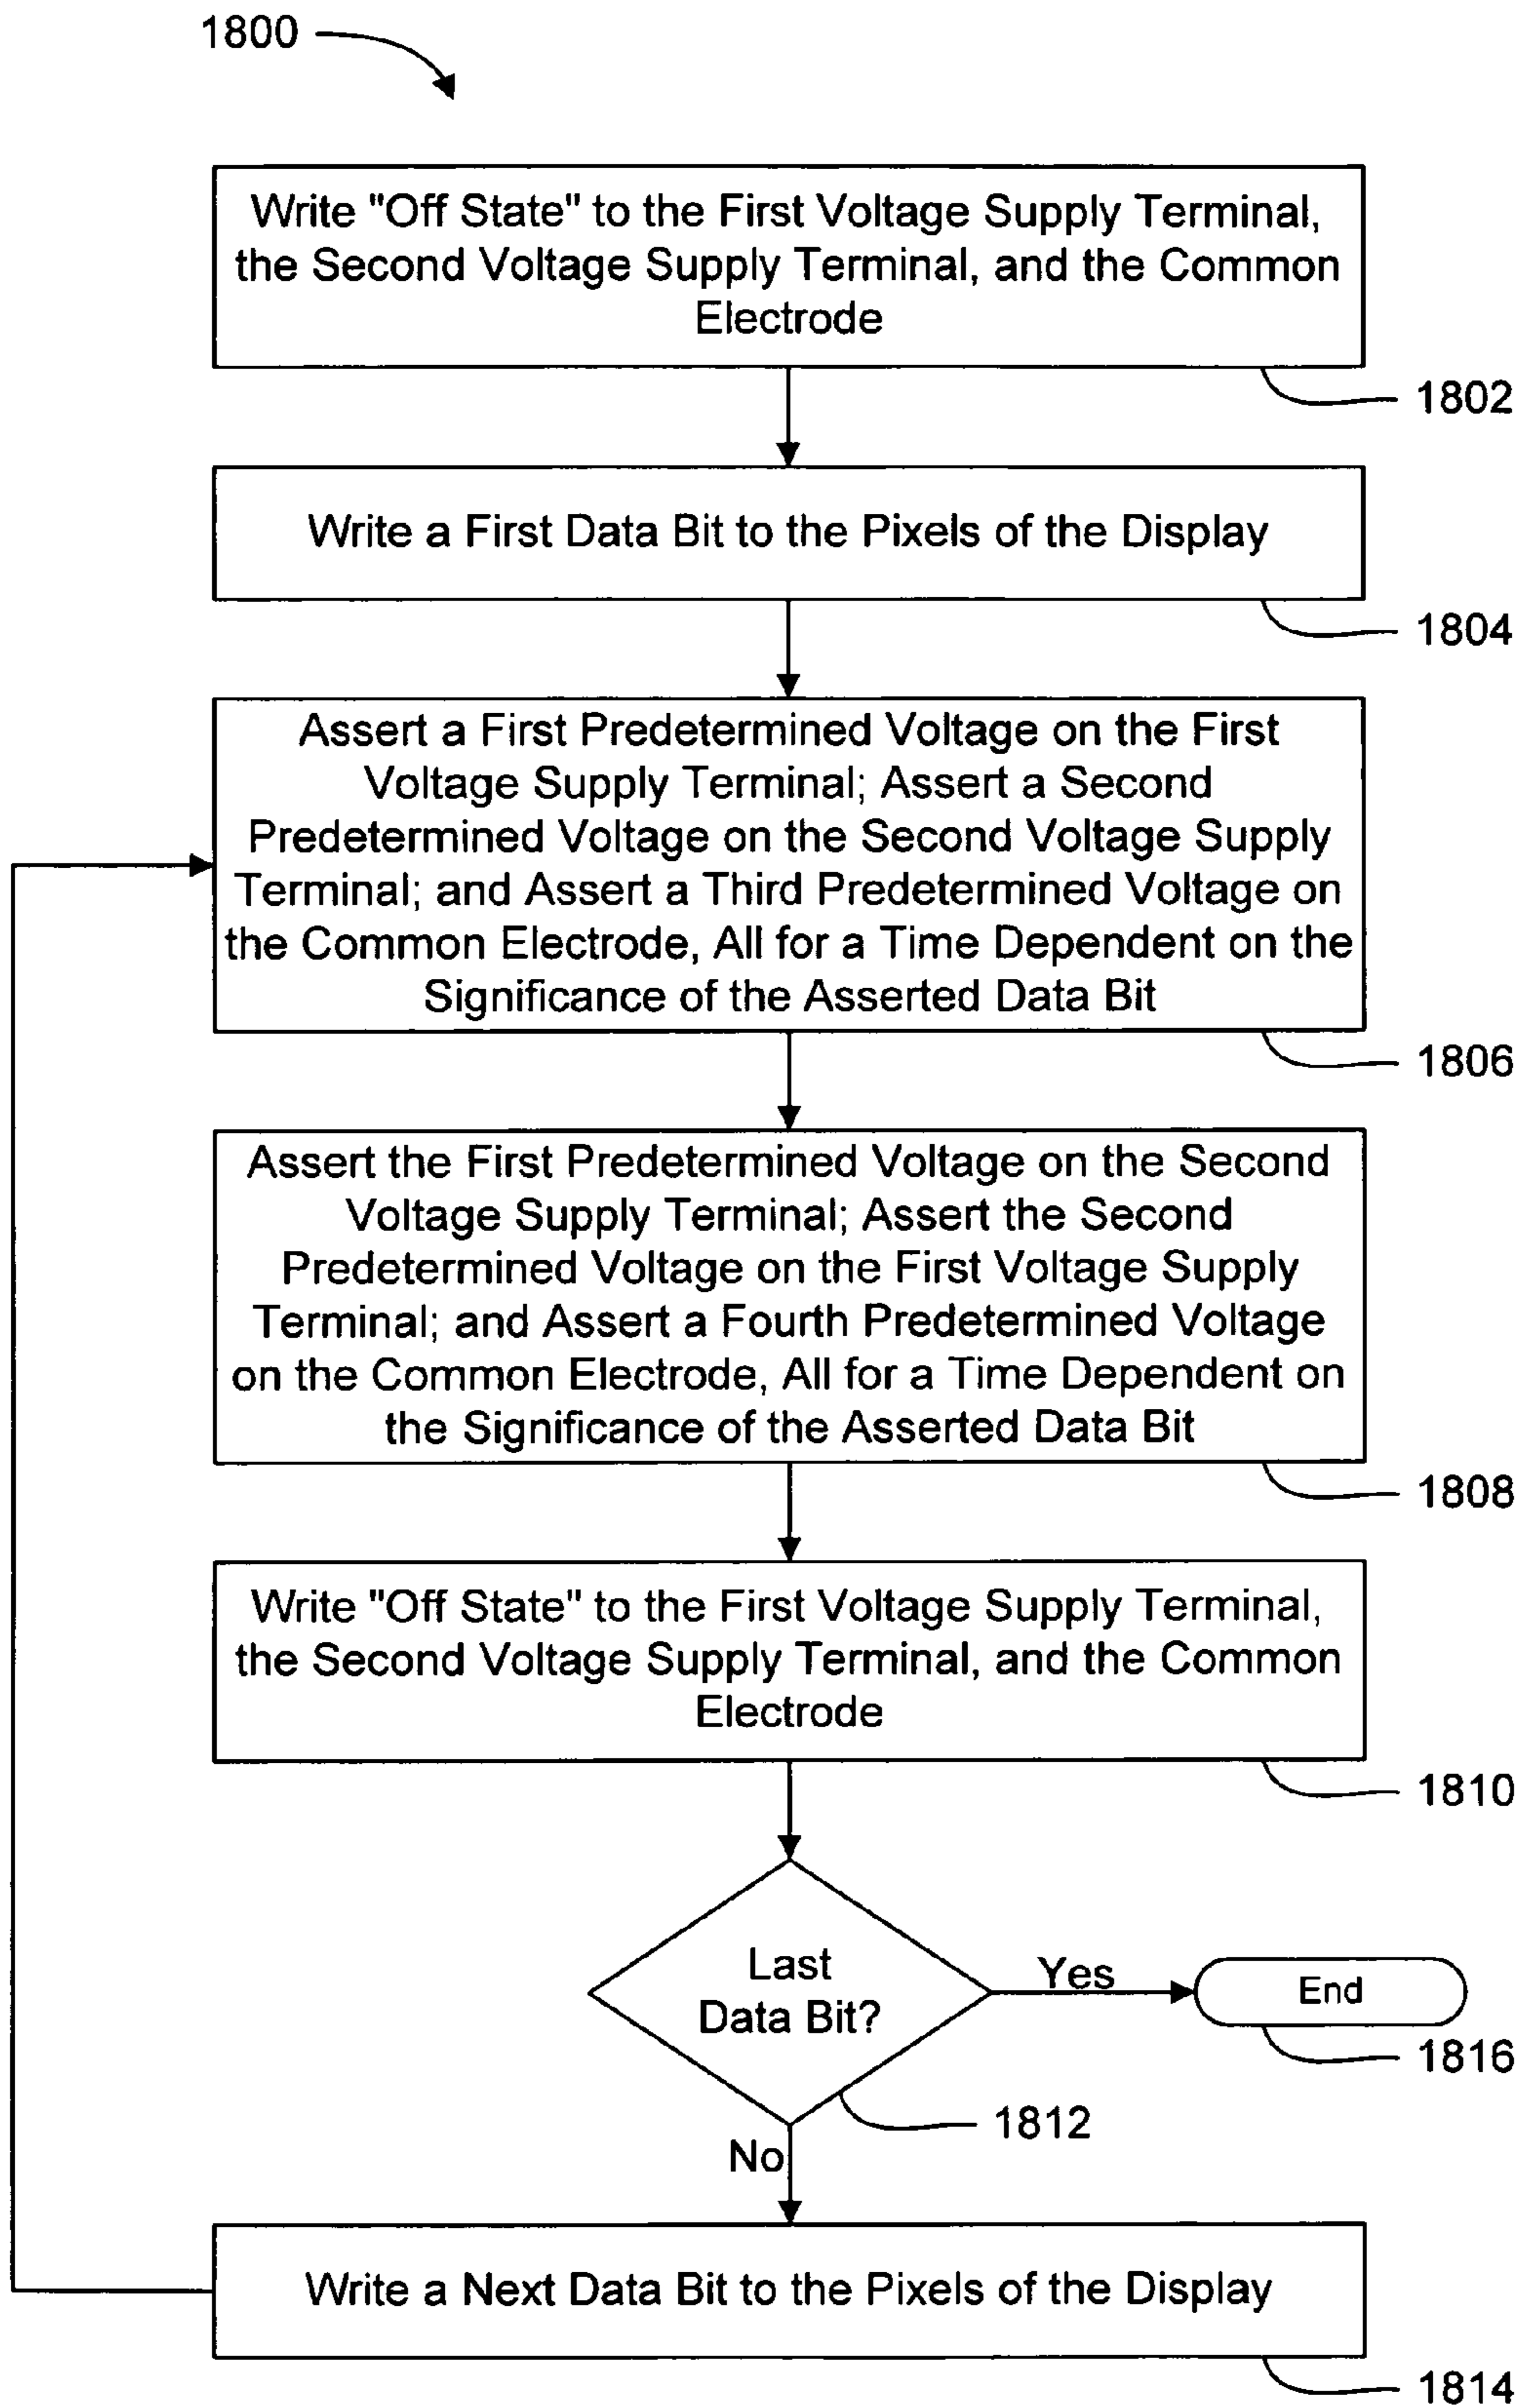 1800
Write "Off State" to the First Voltage Supply Terminal,
the Second Voltage Supply Terminal, and the Common
Electrode
1802
Write a First Data Bit to the Pixels of the Display
1804
Assert a First Predetermined Voltage on the First
Voltage Supply Terminal; Assert a Second
Predetermined Voltage on the Second Voltage Supply
Terminal; and Assert a Third Predetermined Voltage on
the Common Electrode, All for a Time Dependent on the
Significance of the Asserted Data Bit
1806
Assert the First Predetermined Voltage on the Second
Voltage Supply Terminal; Assert the Second
Predetermined Voltage on the First Voltage Supply
Terminal; and Assert a Fourth Predetermined Voltage
on the Common Electrode, All for a Time Dependent on
the Significance of the Asserted Data Bit
1808
Write "Off State" to the First Voltage Supply Terminal,
the Second Voltage Supply Terminal, and the Common
Electrode
1810
Last
Data Bit?
Yes
End
1816
1812
No
Write a Next Data Bit to the Pixels of the Display
1814